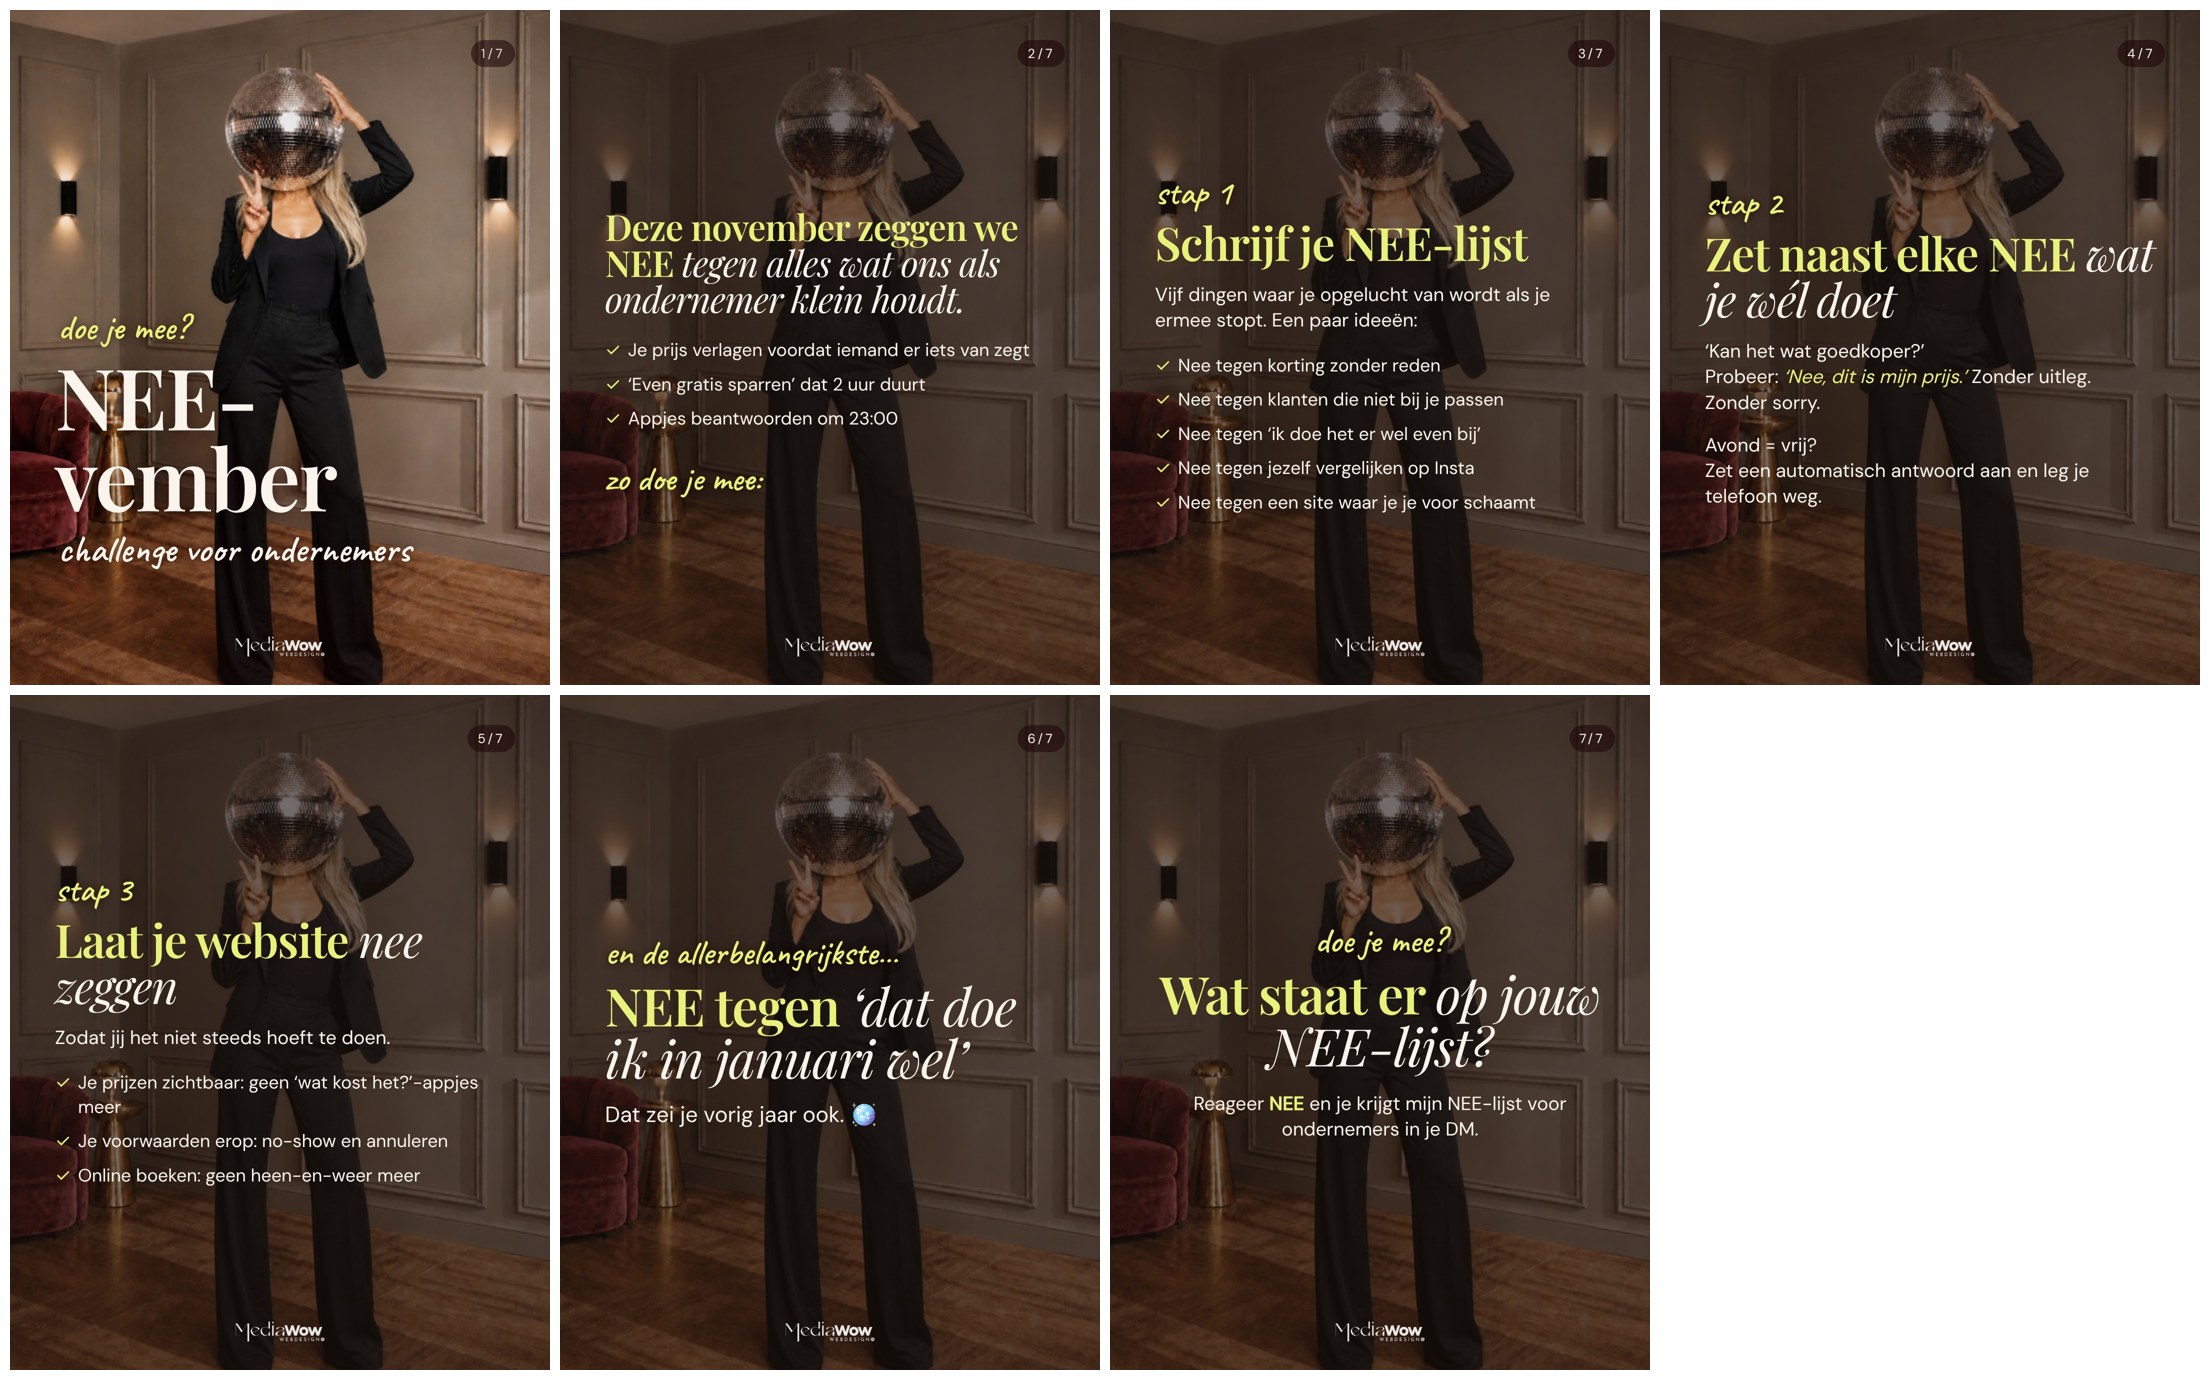 1/7
doe je mee?
NEE-
vember
challenge voor ondernemers
MediaWow
WEBDESIGN
2/7
Deze november zeggen we
NEE tegen alles wat ons als
ondernemer klein houdt.
✓ Je prijs verlagen voordat iemand er iets van zegt
✓ ‘Even gratis sparren’ dat 2 uur duurt
✓ Appjes beantwoorden om 23:00
zo doe je mee:
MediaWow
WEBDESIGN
3/7
stap 1
Schrijf je NEE-lijst
Vijf dingen waar je opgelucht van wordt als je
ermee stopt. Een paar ideeën:
✓ Nee tegen korting zonder reden
✓ Nee tegen klanten die niet bij je passen
✓ Nee tegen ‘ik doe het er wel even bij’
✓ Nee tegen jezelf vergelijken op Insta
✓ Nee tegen een site waar je je voor schaamt
MediaWow
WEBDESIGN
4/7
stap 2
Zet naast elke NEE wat
je wél doet
‘Kan het wat goedkoper?’
Probeer: ‘Nee, dit is mijn prijs.’ Zonder uitleg.
Zonder sorry.
Avond = vrij?
Zet een automatisch antwoord aan en leg je
telefoon weg.
MediaWow
WEBDESIGN
5/7
stap 3
Laat je website nee
zeggen
Zodat jij het niet steeds hoeft te doen.
✓ Je prijzen zichtbaar: geen ‘wat kost het?’-appjes
meer
✓ Je voorwaarden erop: no-show en annuleren
✓ Online boeken: geen heen-en-weer meer
MediaWow
WEBDESIGN
6/7
en de allerbelangrijkste...
NEE tegen ‘dat doe
ik in januari wel’
Dat zei je vorig jaar ook. 🪩
MediaWow
WEBDESIGN
7/7
doe je mee?
Wat staat er op jouw
NEE-lijst?
Reageer NEE en je krijgt mijn NEE-lijst voor
ondernemers in je DM.
MediaWow
WEBDESIGN